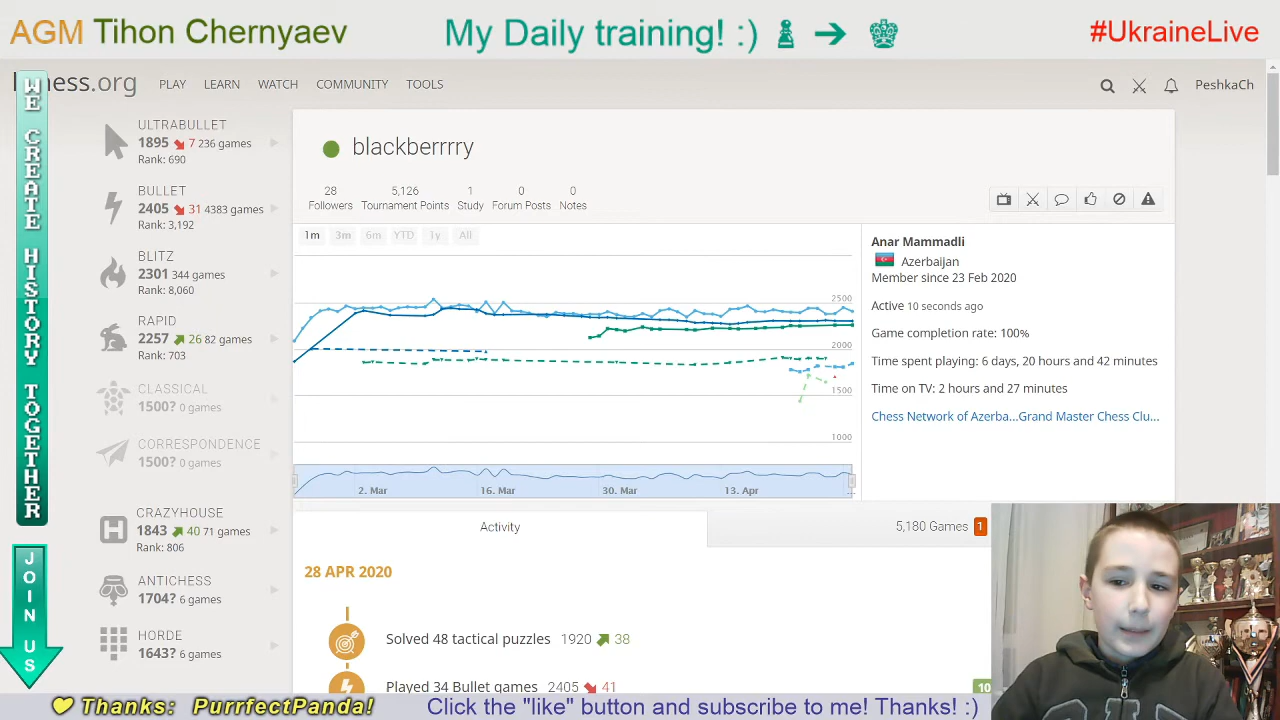 AGM Tihon Chernyaev
My Daily training! :)
#UkraineLive
WE CREATE HISTORY TOGETHER
JOIN US
ness.org
PLAY LEARN WATCH COMMUNITY TOOLS
PeshkaCh
ULTRABULLET
1895 7 236 games
Rank: 690
BULLET
2405 31 4383 games
Rank: 3,192
BLITZ
2301 344 games
Rank: 8,060
RAPID
2257 26 82 games
Rank: 703
CLASSICAL
1500? 0 games
CORRESPONDENCE
1500? 0 games
CRAZYHOUSE
1843 40 71 games
Rank: 806
ANTICHESS
1704? 6 games
HORDE
1643? 6 games
blackberrrry
28 5,126 1 0 0
Followers Tournament Points Study Forum Posts Notes
1m 3m 6m YTD 1y All
2500
2000
1500
1000
2. Mar 16. Mar 30. Mar 13. Apr
Anar Mammadli
Azerbaijan
Member since 23 Feb 2020
Active 10 seconds ago
Game completion rate: 100%
Time spent playing: 6 days, 20 hours and 42 minutes
Time on TV: 2 hours and 27 minutes
Chess Network of Azerba...Grand Master Chess Clu...
Activity
5,180 Games 1
28 APR 2020
Solved 48 tactical puzzles 1920 38
Played 34 Bullet games 2405 41
10
Thanks: PurrfectPanda!
Click the "like" button and subscribe to me! Thanks! :)